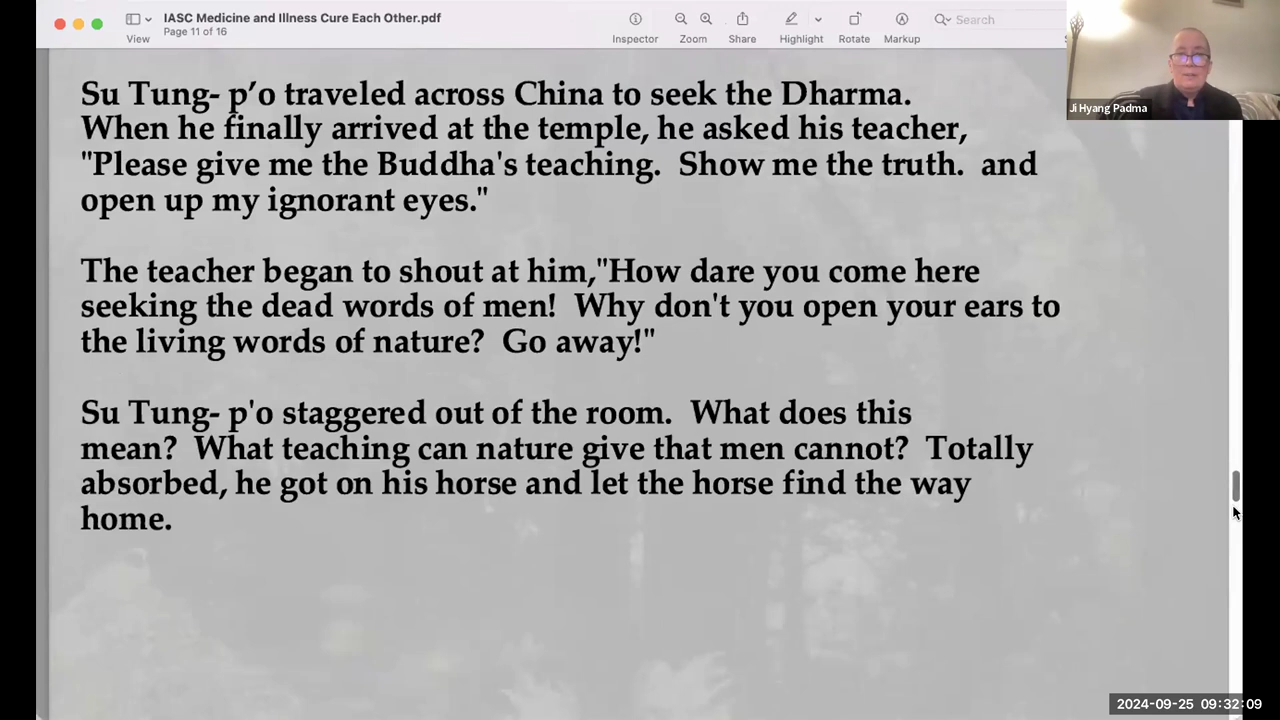 IASC Medicine and Illness Cure Each Other.pdf
Page 11 of 16
View
Inspector
Zoom
Share
Highlight
Rotate
Markup
Search
Ji Hyang Padma
Su Tung- p’o traveled across China to seek the Dharma.
When he finally arrived at the temple, he asked his teacher,
"Please give me the Buddha's teaching.  Show me the truth.  and
open up my ignorant eyes."
The teacher began to shout at him,"How dare you come here
seeking the dead words of men!  Why don't you open your ears to
the living words of nature?  Go away!"
Su Tung- p'o staggered out of the room.  What does this
mean?  What teaching can nature give that men cannot?  Totally
absorbed, he got on his horse and let the horse find the way
home.
2024-09-25 09:32:09